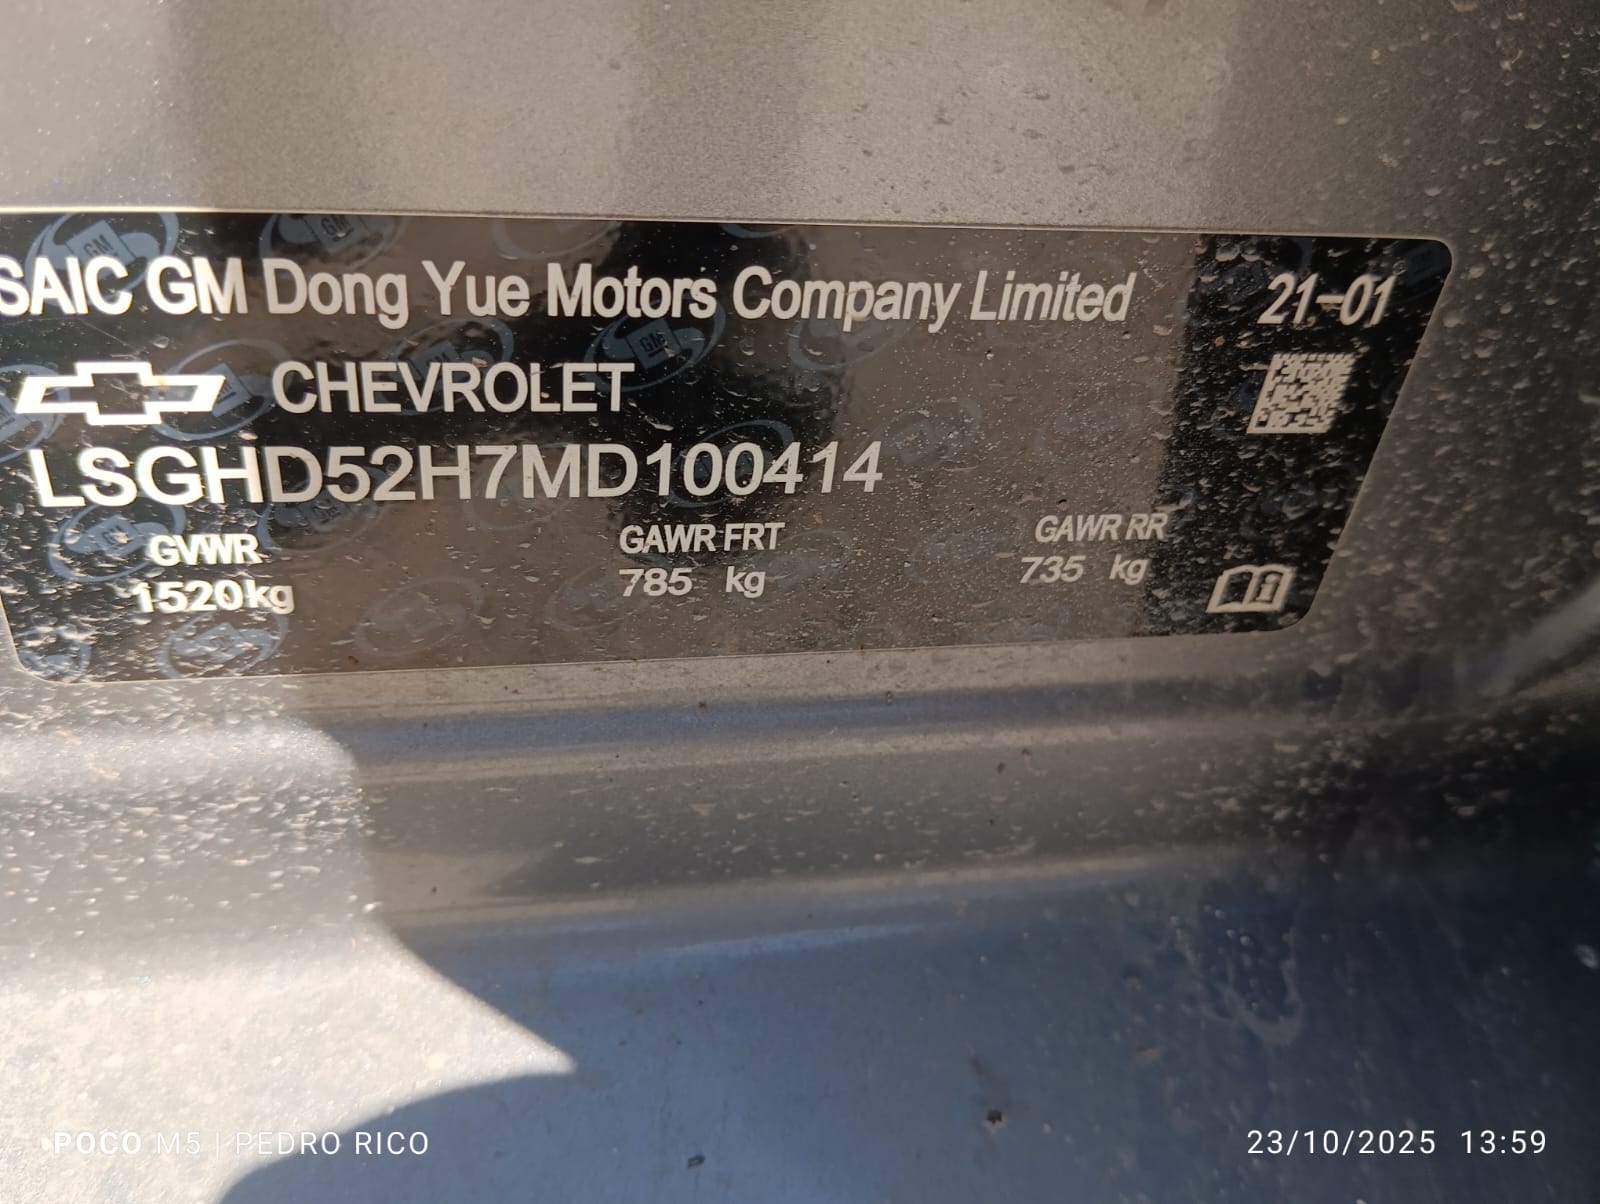 SAIC GM Dong Yue Motors Company Limited 21-01
CHEVROLET
LSGHD52H7MD100414
GVWR GAWR FRT GAWR RR
1520kg 785 kg 735 kg
POCO M5 | PEDRO RICO 23/10/2025 13:59